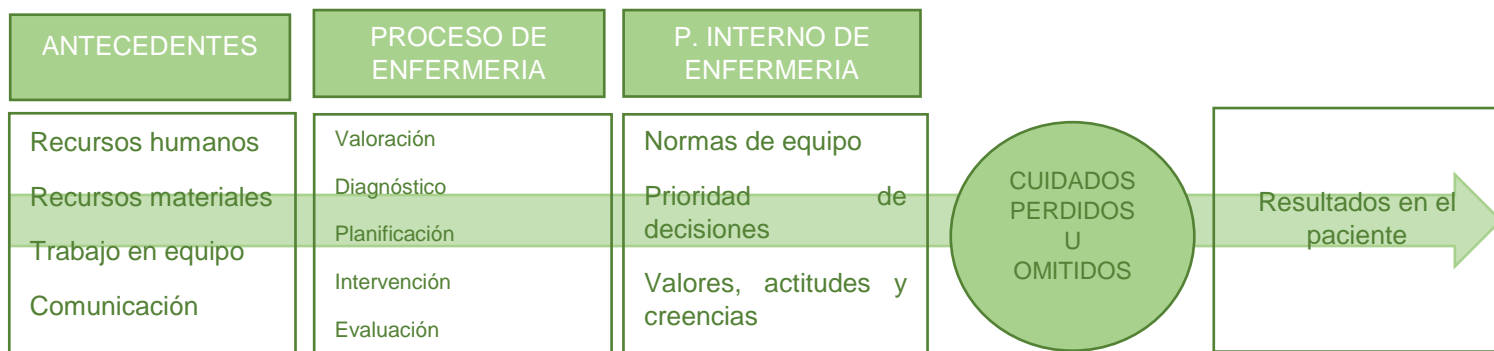 ANTECEDENTES
Recursos humanos
Recursos materiales
Trabajo en equipo
Comunicación
PROCESO DE
ENFERMERIA
Valoración
Diagnóstico
Planificación
Intervención
Evaluación
P. INTERNO DE
ENFERMERIA
Normas de equipo
Prioridad de
decisiones
Valores, actitudes y
creencias
CUIDADOS
PERDIDOS
U
OMITIDOS
Resultados en el
paciente